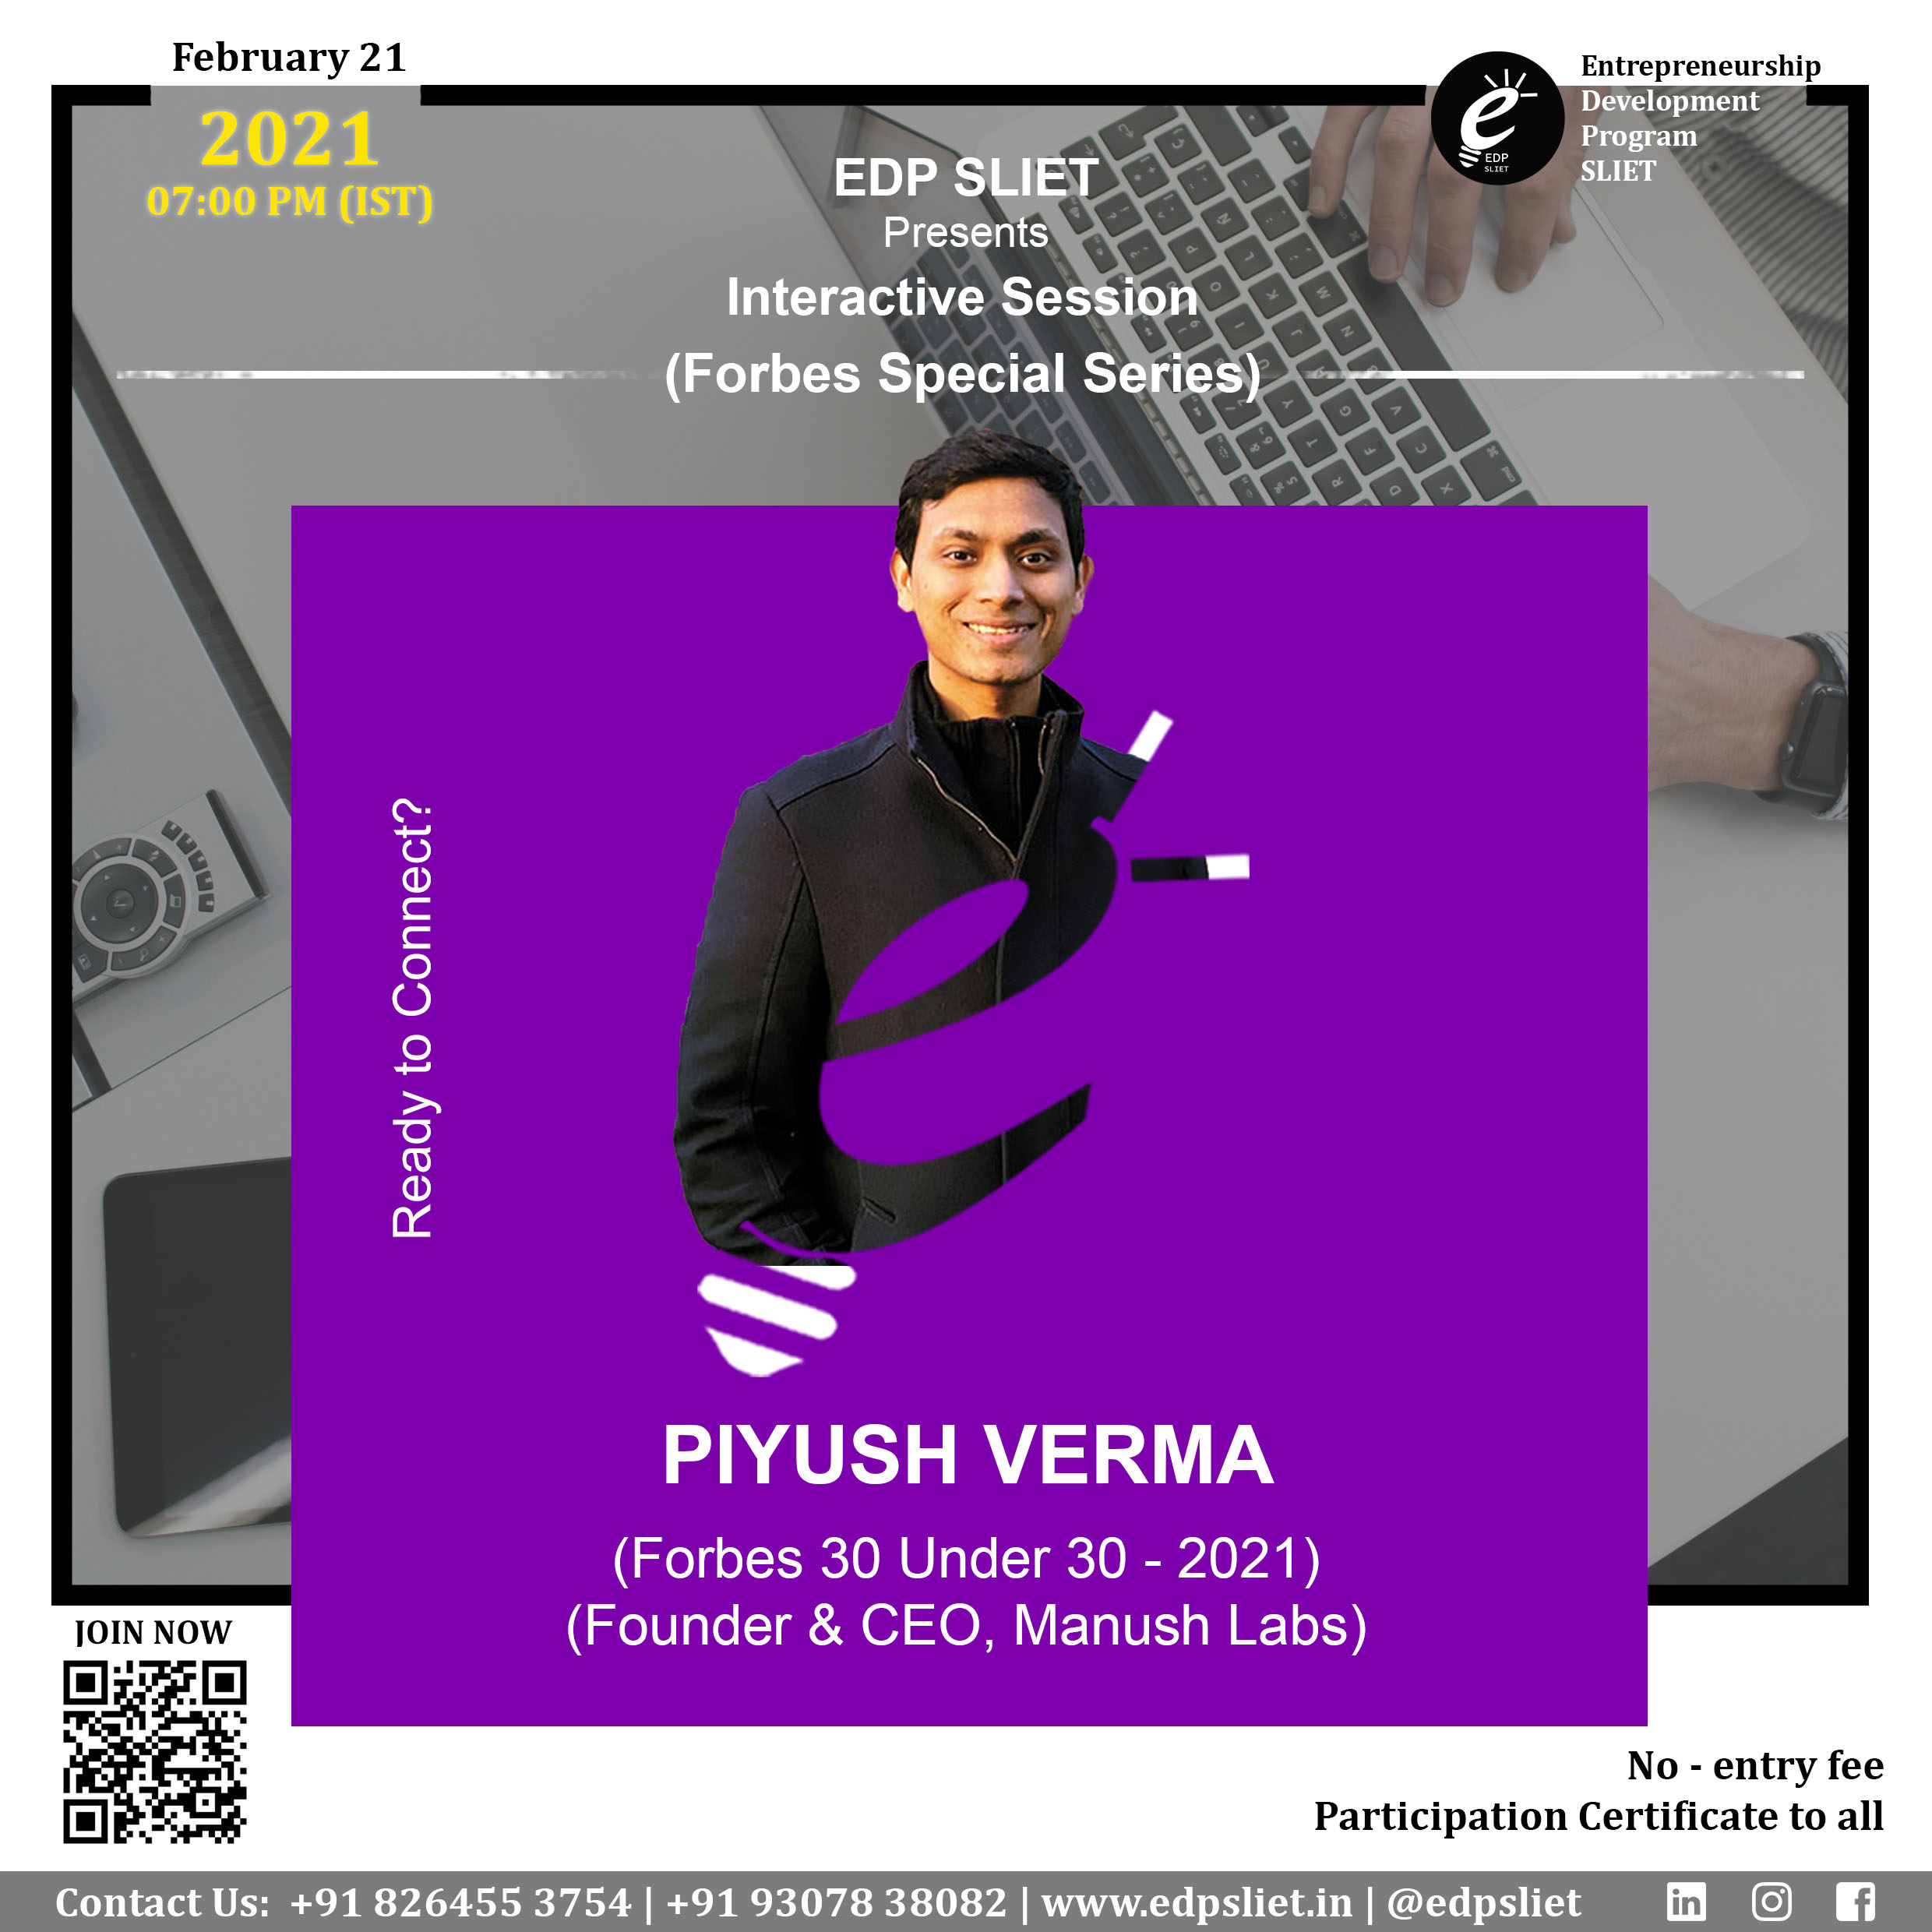 February 21
2021
07:00 PM (IST)
EDP
SLIET
Entrepreneurship
Development
Program
SLIET
EDP SLIET
Presents
Interactive Session
(Forbes Special Series)
Ready to Connect?
PIYUSH VERMA
(Forbes 30 Under 30 - 2021)
(Founder & CEO, Manush Labs)
JOIN NOW
No - entry fee
Participation Certificate to all
Contact Us: +91 826455 3754 | +91 93078 38082 | www.edpsliet.in | @edpsliet